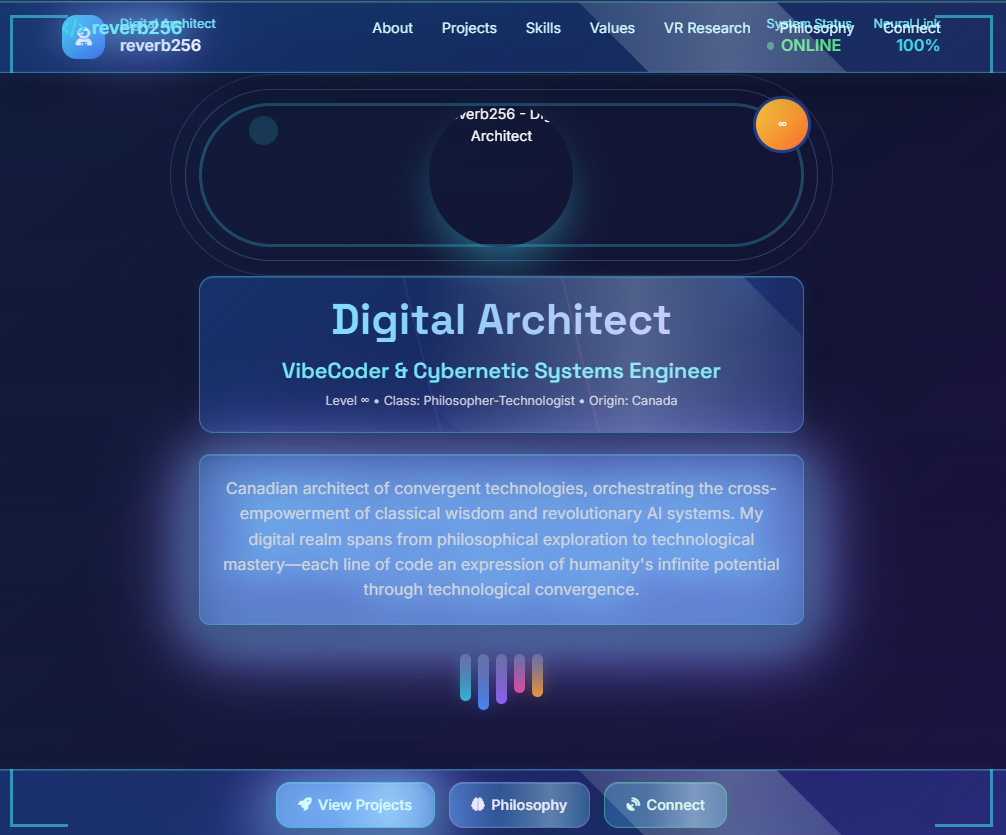 Digital Architect
</> reverb256
reverb256
About Projects Skills Values VR Research Philosophy Connect
System Status Neural Link
ONLINE 100%
verb256 - Di
Architect
∞
Digital Architect
VibeCoder & Cybernetic Systems Engineer
Level ∞ • Class: Philosopher-Technologist • Origin: Canada
Canadian architect of convergent technologies, orchestrating the cross-
empowerment of classical wisdom and revolutionary AI systems. My
digital realm spans from philosophical exploration to technological
mastery—each line of code an expression of humanity's infinite potential
through technological convergence.
View Projects Philosophy Connect